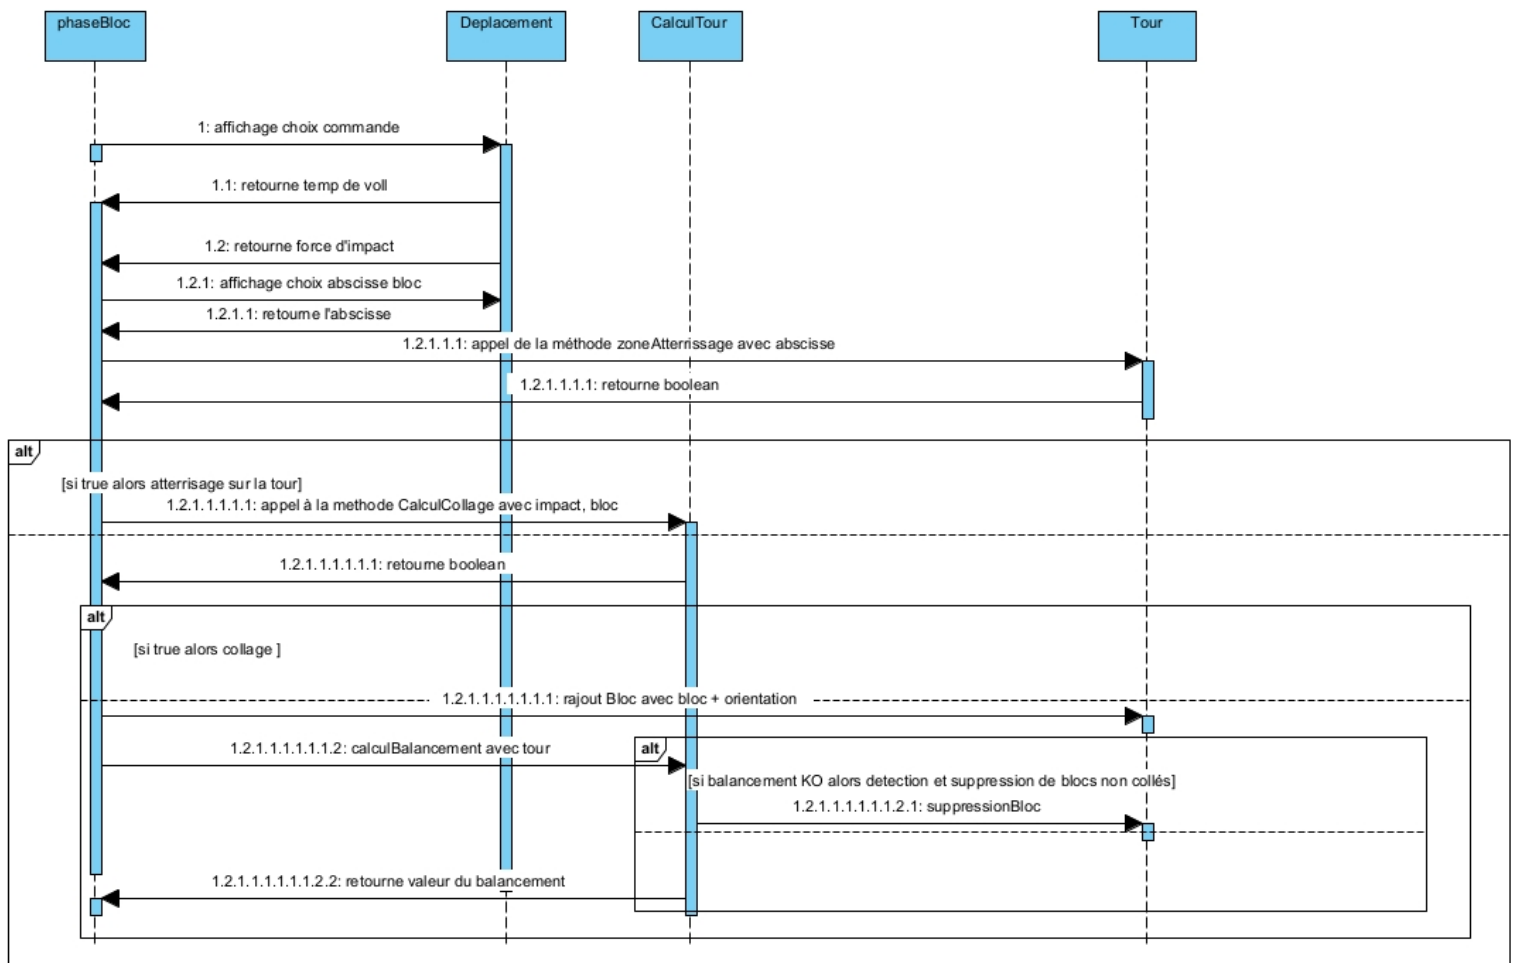 phaseBloc
Deplacement
CalculTour
Tour
1: affichage choix commande
1.1: retourne temp de voll
1.2: retourne force d'impact
1.2.1: affichage choix abscisse bloc
1.2.1.1: retourne l'abscisse
1.2.1.1.1: appel de la méthode zoneAtterrissage avec abscisse
1.2.1.1.1.1: retourne boolean
alt
[si true alors atterrisage sur la tour]
1.2.1.1.1.1.1: appel à la methode CalculCollage avec impact, bloc
1.2.1.1.1.1.1.1: retourne boolean
alt
[si true alors collage ]
1.2.1.1.1.1.1.1.1: rajout Bloc avec bloc + orientation
1.2.1.1.1.1.1.1.2: calculBalancement avec tour
alt
[si balancement KO alors detection et suppression de blocs non collés]
1.2.1.1.1.1.1.1.2.1: suppressionBloc
1.2.1.1.1.1.1.1.2.2: retourne valeur du balancement